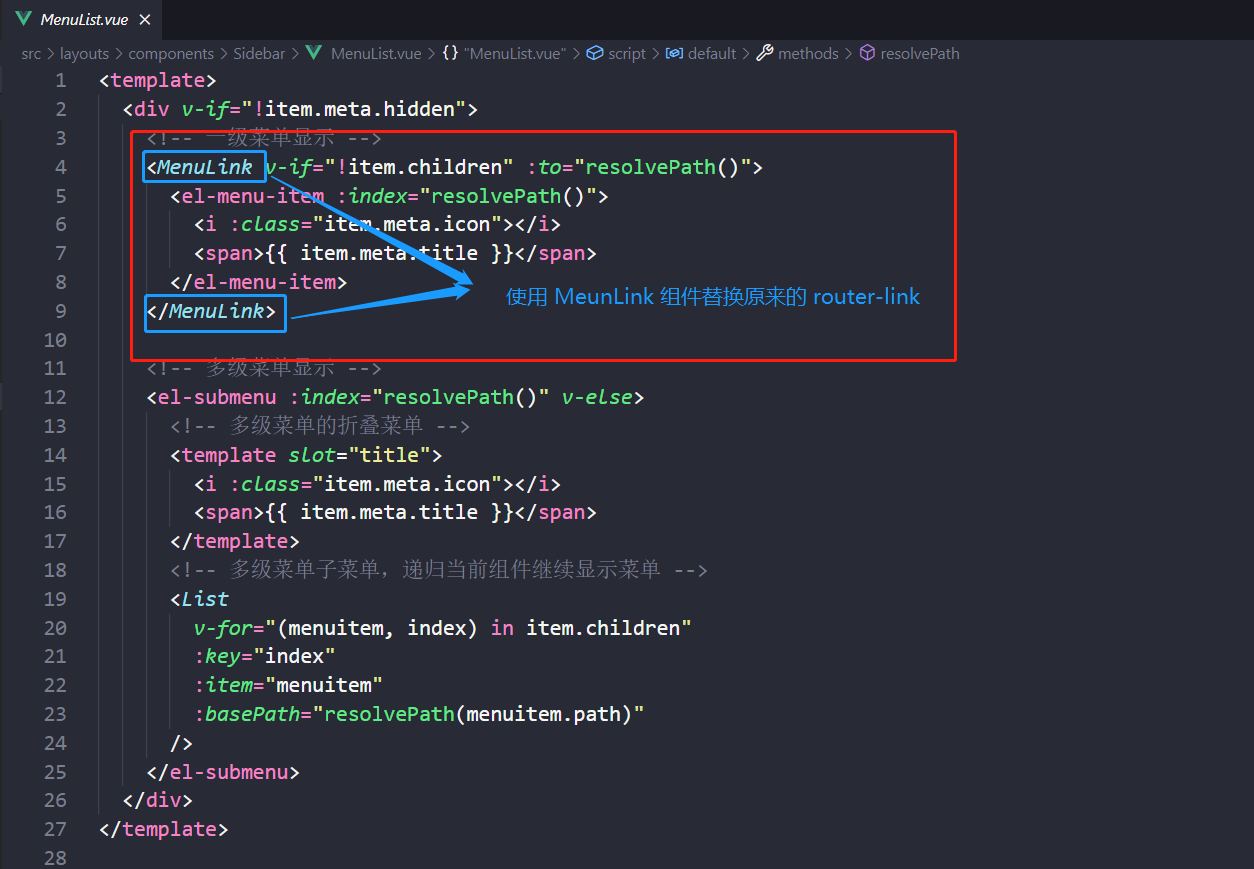 MenuList.vue ×
src > layouts > components > Sidebar > MenuList.vue > {} "MenuList.vue" > script > default > methods > resolvePath
1 <template>
2 <div v-if="!item.meta.hidden">
3 <!-- 一级菜单显示 -->
4 <MenuLink v-if="!item.children" :to="resolvePath()">
5 <el-menu-item :index="resolvePath()">
6 <i :class="item.meta.icon"></i>
7 <span>{{ item.meta.title }}</span>
8 </el-menu-item>
使用 MeunLink 组件替换原来的 router-link
9 </MenuLink>
10
11 <!-- 多级菜单显示 -->
12 <el-submenu :index="resolvePath()" v-else>
13 <!-- 多级菜单的折叠菜单 -->
14 <template slot="title">
15 <i :class="item.meta.icon"></i>
16 <span>{{ item.meta.title }}</span>
17 </template>
18 <!-- 多级菜单子菜单，递归当前组件继续显示菜单 -->
19 <List
20 v-for="(menuitem, index) in item.children"
21 :key="index"
22 :item="menuitem"
23 :basePath="resolvePath(menuitem.path)"
24 />
25 </el-submenu>
26 </div>
27 </template>
28